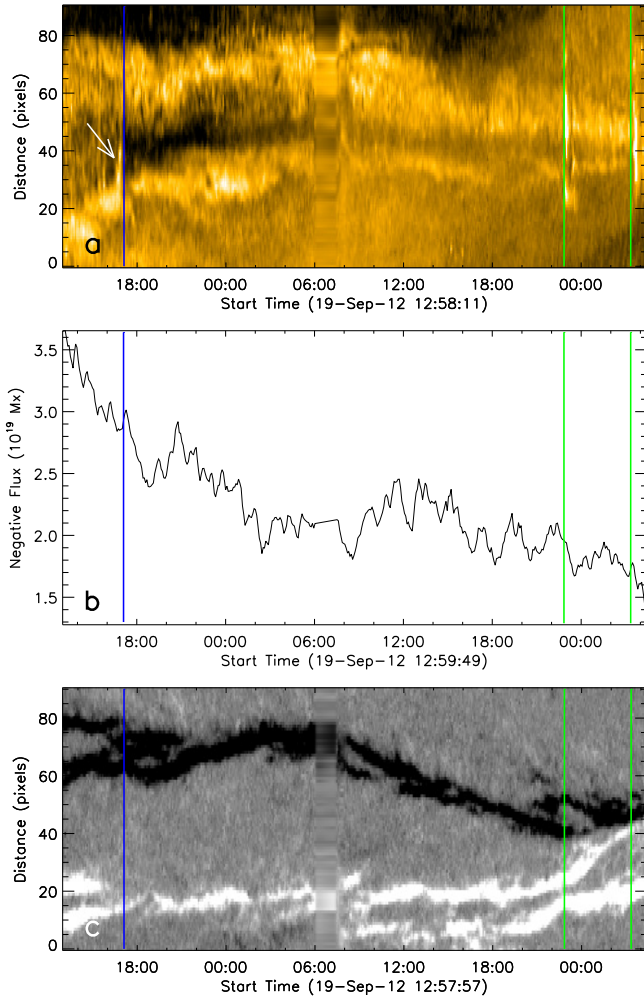 80
60
40
20
0
Distance (pixels)
a
18:00 00:00 06:00 12:00 18:00 00:00
Start Time (19-Sep-12 12:58:11)
3.5
3.0
2.5
2.0
1.5
Negative Flux (10^19 Mx)
b
18:00 00:00 06:00 12:00 18:00 00:00
Start Time (19-Sep-12 12:59:49)
80
60
40
20
0
Distance (pixels)
c
18:00 00:00 06:00 12:00 18:00 00:00
Start Time (19-Sep-12 12:57:57)